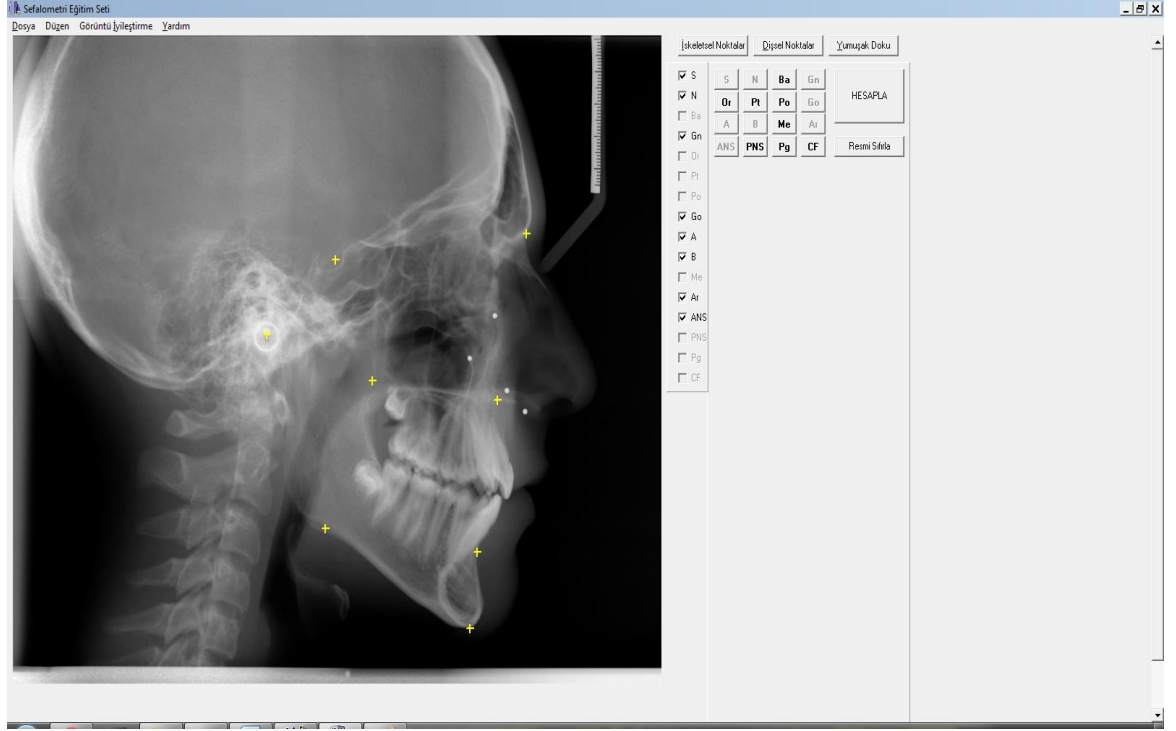 Sefalometri Eğitim Seti
Dosya Düzen Görüntü İyileştirme Yardım
İskeletsel Noktalar Dişsel Noktalar Yumuşak Doku
S
N
Ba
Gn
Or
Pt
Po
Go
A
B
Me
Ar
ANS
PNS
Pg
CF
S N Ba Gn
Or Pt Po Go
A B Me Ar
ANS PNS Pg CF
HESAPLA
Resmi Sıfırla